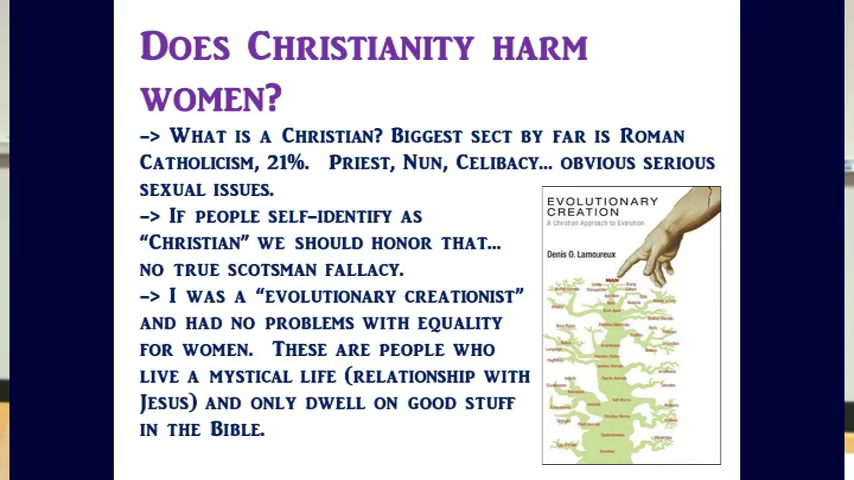 Does Christianity harm
women?
-> What is a Christian? Biggest sect by far is Roman
Catholicism, 21%. Priest, Nun, Celibacy... obvious serious
sexual issues.
-> If people self-identify as
"Christian" we should honor that...
no true scotsman fallacy.
-> I was a "evolutionary creationist"
and had no problems with equality
for women. These are people who
live a mystical life (relationship with
Jesus) and only dwell on good stuff
in the Bible.
EVOLUTIONARY
CREATION
A Christian Approach to Evolution
Denis O. Lamoureux
MAN